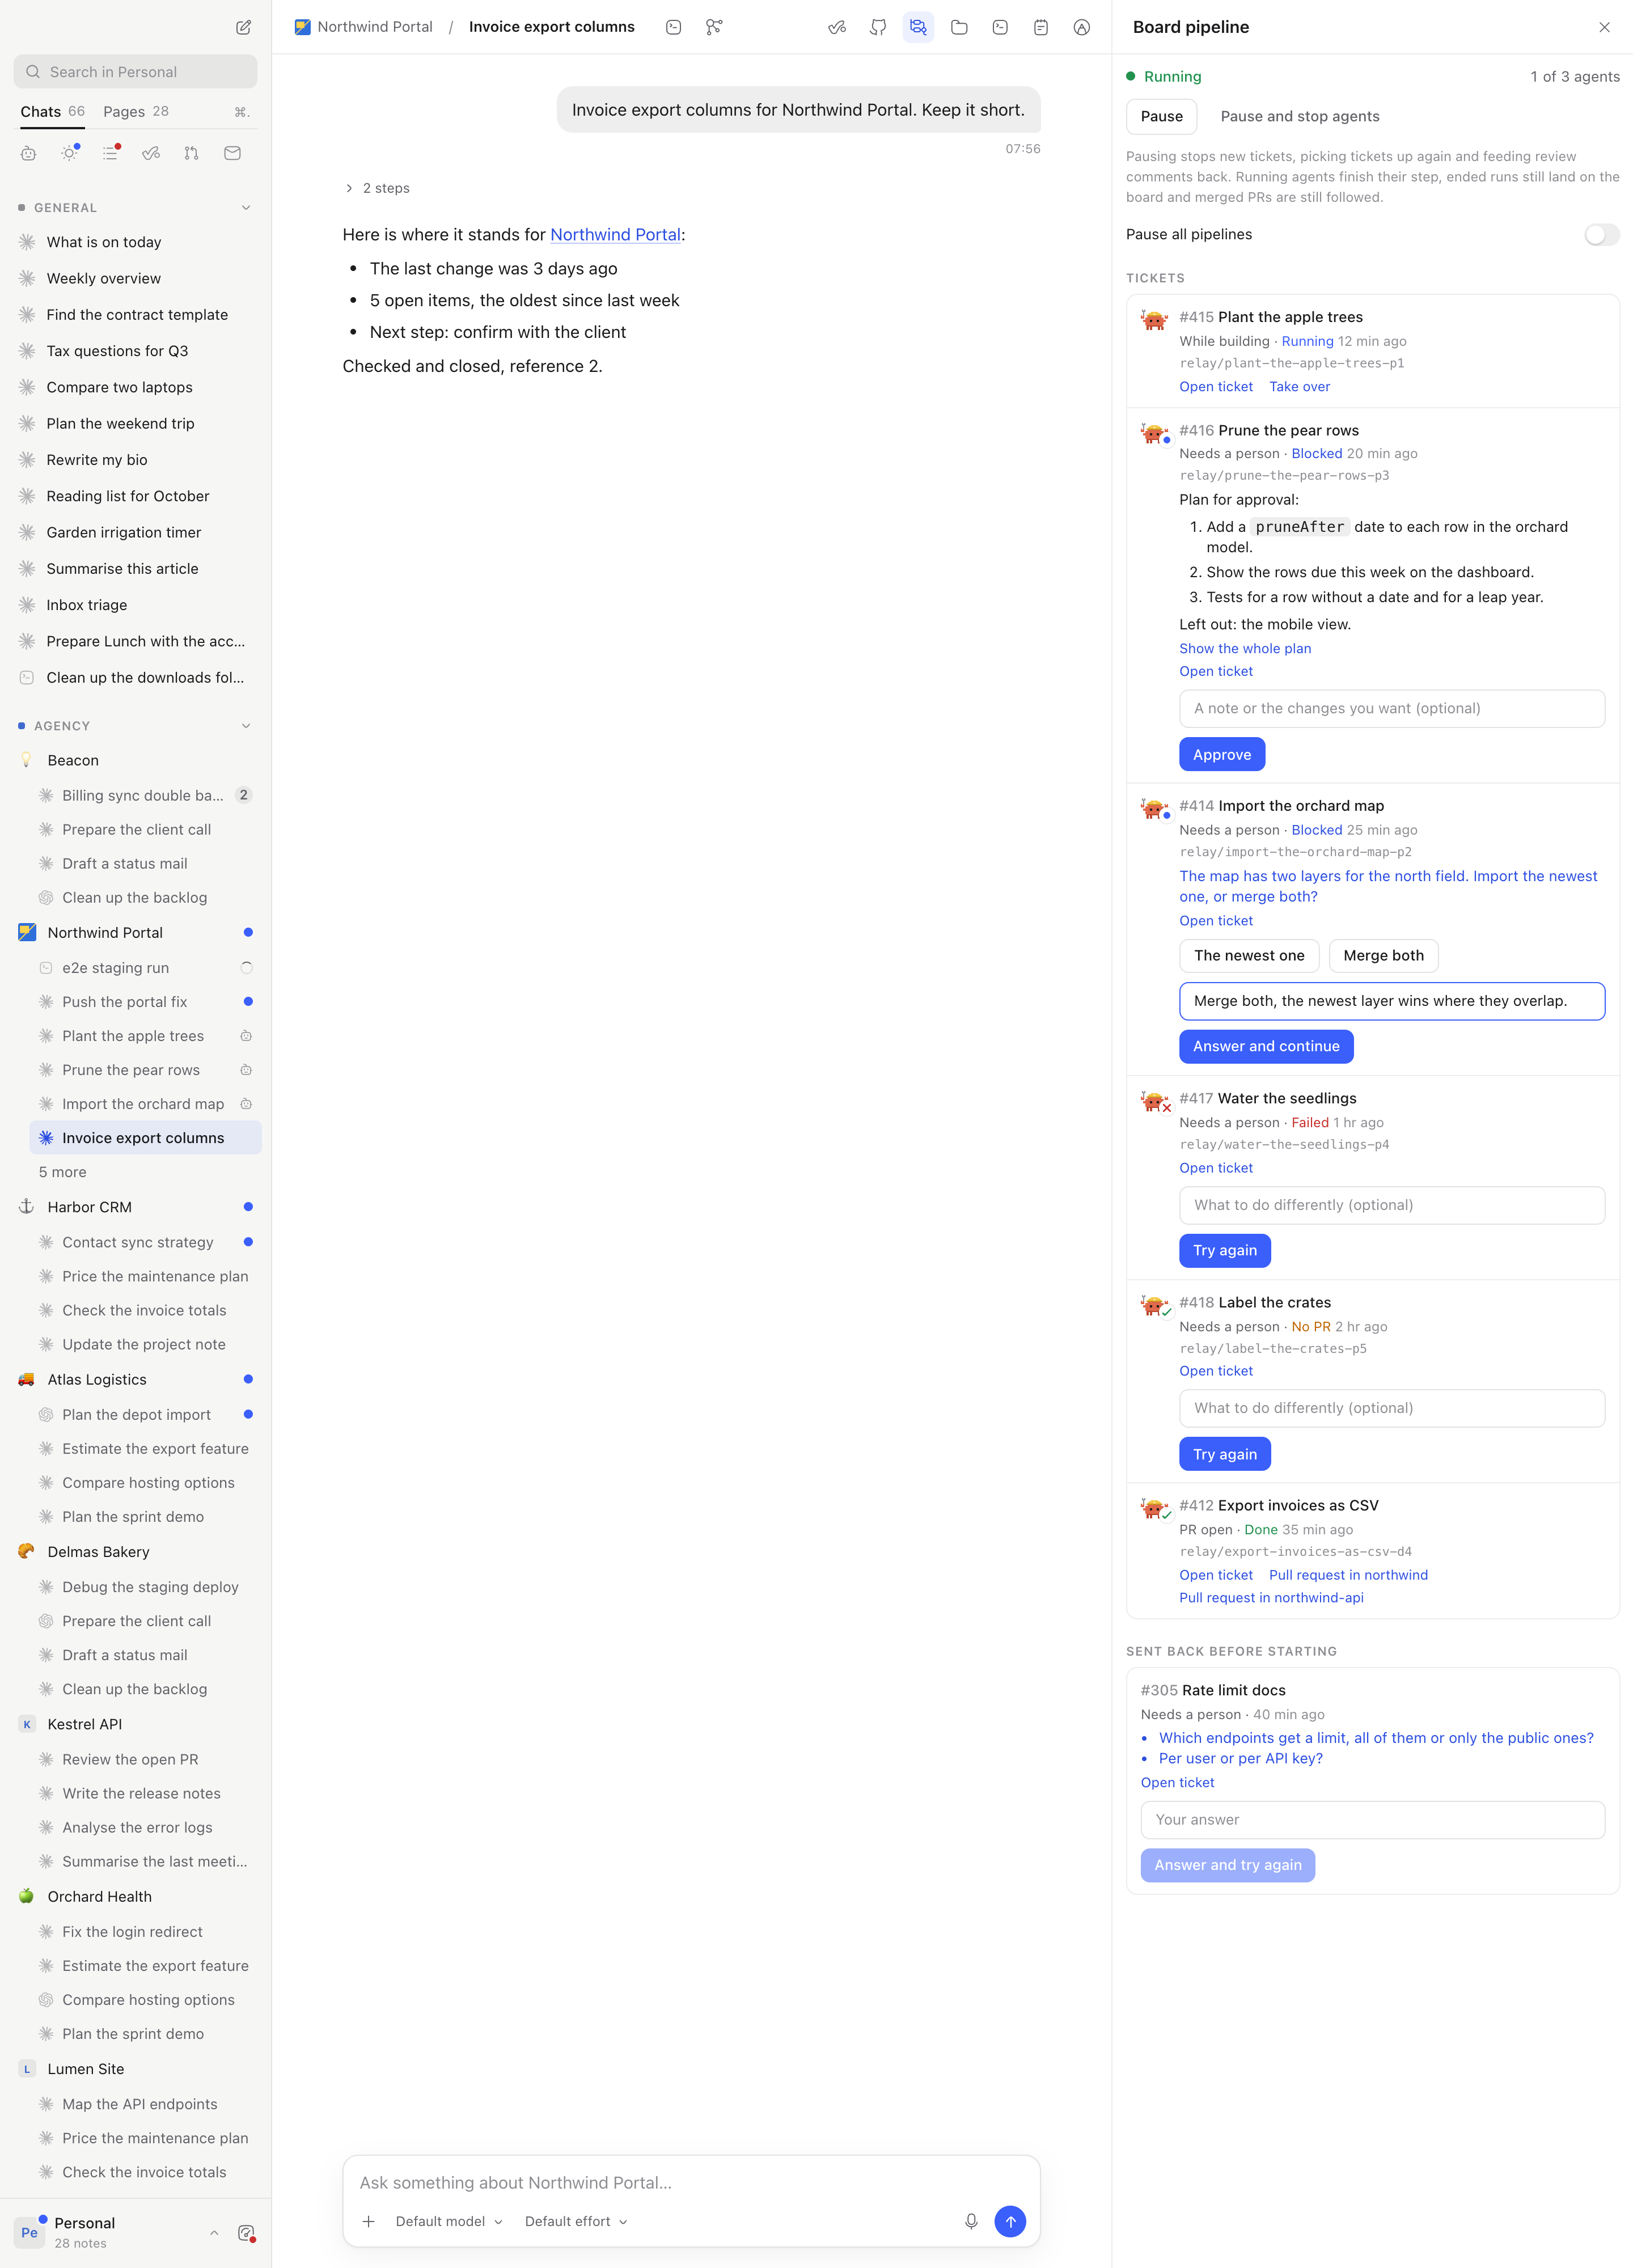 Search in Personal
Chats 66 Pages 28 ⌘.
GENERAL
What is on today
Weekly overview
Find the contract template
Tax questions for Q3
Compare two laptops
Plan the weekend trip
Rewrite my bio
Reading list for October
Garden irrigation timer
Summarise this article
Inbox triage
Prepare Lunch with the acc...
Clean up the downloads fol...
AGENCY
Beacon
Billing sync double ba... 2
Prepare the client call
Draft a status mail
Clean up the backlog
Northwind Portal
e2e staging run
Push the portal fix
Plant the apple trees
Prune the pear rows
Import the orchard map
Invoice export columns
5 more
Harbor CRM
Contact sync strategy
Price the maintenance plan
Check the invoice totals
Update the project note
Atlas Logistics
Plan the depot import
Estimate the export feature
Compare hosting options
Plan the sprint demo
Delmas Bakery
Debug the staging deploy
Prepare the client call
Draft a status mail
Clean up the backlog
K Kestrel API
Review the open PR
Write the release notes
Analyse the error logs
Summarise the last meeti...
Orchard Health
Fix the login redirect
Estimate the export feature
Compare hosting options
Plan the sprint demo
L Lumen Site
Map the API endpoints
Price the maintenance plan
Check the invoice totals
Pe Personal
28 notes
Northwind Portal / Invoice export columns
Invoice export columns for Northwind Portal. Keep it short.
07:56
2 steps
Here is where it stands for Northwind Portal:
• The last change was 3 days ago
• 5 open items, the oldest since last week
• Next step: confirm with the client
Checked and closed, reference 2.
Ask something about Northwind Portal...
Default model Default effort
Board pipeline
Running 1 of 3 agents
Pause Pause and stop agents
Pausing stops new tickets, picking tickets up again and feeding review
comments back. Running agents finish their step, ended runs still land on the
board and merged PRs are still followed.
Pause all pipelines
TICKETS
#415 Plant the apple trees
While building · Running 12 min ago
relay/plant-the-apple-trees-p1
Open ticket Take over
#416 Prune the pear rows
Needs a person · Blocked 20 min ago
relay/prune-the-pear-rows-p3
Plan for approval:
1. Add a pruneAfter date to each row in the orchard
model.
2. Show the rows due this week on the dashboard.
3. Tests for a row without a date and for a leap year.
Left out: the mobile view.
Show the whole plan
Open ticket
A note or the changes you want (optional)
Approve
#414 Import the orchard map
Needs a person · Blocked 25 min ago
relay/import-the-orchard-map-p2
The map has two layers for the north field. Import the newest
one, or merge both?
Open ticket
The newest one Merge both
Merge both, the newest layer wins where they overlap.
Answer and continue
#417 Water the seedlings
Needs a person · Failed 1 hr ago
relay/water-the-seedlings-p4
Open ticket
What to do differently (optional)
Try again
#418 Label the crates
Needs a person · No PR 2 hr ago
relay/label-the-crates-p5
Open ticket
What to do differently (optional)
Try again
#412 Export invoices as CSV
PR open · Done 35 min ago
relay/export-invoices-as-csv-d4
Open ticket Pull request in northwind
Pull request in northwind-api
SENT BACK BEFORE STARTING
#305 Rate limit docs
Needs a person · 40 min ago
• Which endpoints get a limit, all of them or only the public ones?
• Per user or per API key?
Open ticket
Your answer
Answer and try again